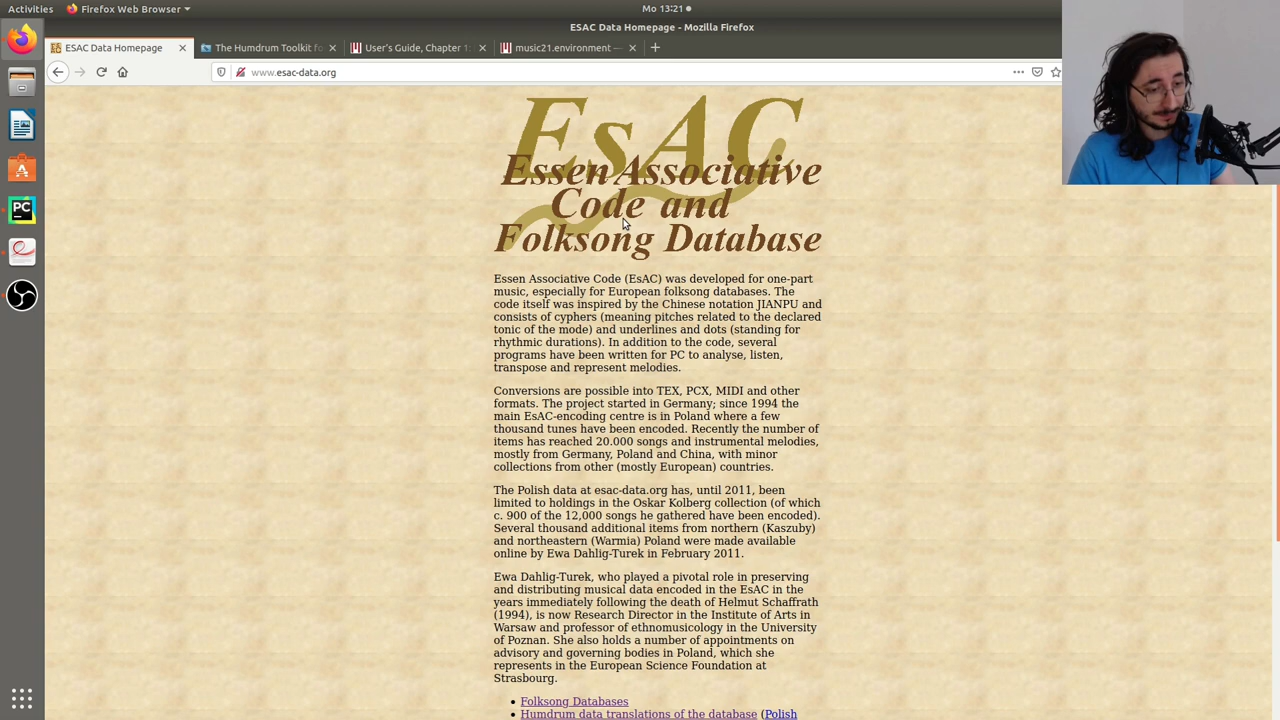 Activities
Firefox Web Browser
Mo 13:21
ESAC Data Homepage - Mozilla Firefox
ESAC Data Homepage
The Humdrum Toolkit fo
User's Guide, Chapter 1
music21.environment —
www.esac-data.org
EsAC
Essen Associative
Code and
Folksong Database
Essen Associative Code (EsAC) was developed for one-part
music, especially for European folksong databases. The
code itself was inspired by the Chinese notation JIANPU and
consists of cyphers (meaning pitches related to the declared
tonic of the mode) and underlines and dots (standing for
rhythmic durations). In addition to the code, several
programs have been written for PC to analyse, listen,
transpose and represent melodies.
Conversions are possible into TEX, PCX, MIDI and other
formats. The project started in Germany; since 1994 the
main EsAC-encoding centre is in Poland where a few
thousand tunes have been encoded. Recently the number of
items has reached 20.000 songs and instrumental melodies,
mostly from Germany, Poland and China, with minor
collections from other (mostly European) countries.
The Polish data at esac-data.org has, until 2011, been
limited to holdings in the Oskar Kolberg collection (of which
c. 900 of the 12,000 songs he gathered have been encoded).
Several thousand additional items from northern (Kaszuby)
and northeastern (Warmia) Poland were made available
online by Ewa Dahlig-Turek in February 2011.
Ewa Dahlig-Turek, who played a pivotal role in preserving
and distributing musical data encoded in the EsAC in the
years immediately following the death of Helmut Schaffrath
(1994), is now Research Director in the Institute of Arts in
Warsaw and professor of ethnomusicology in the University
of Poznan. She also holds a number of appointments on
advisory and governing bodies in Poland, which she
represents in the European Science Foundation at
Strasbourg.
Folksong Databases
Humdrum data translations of the database (Polish
PC